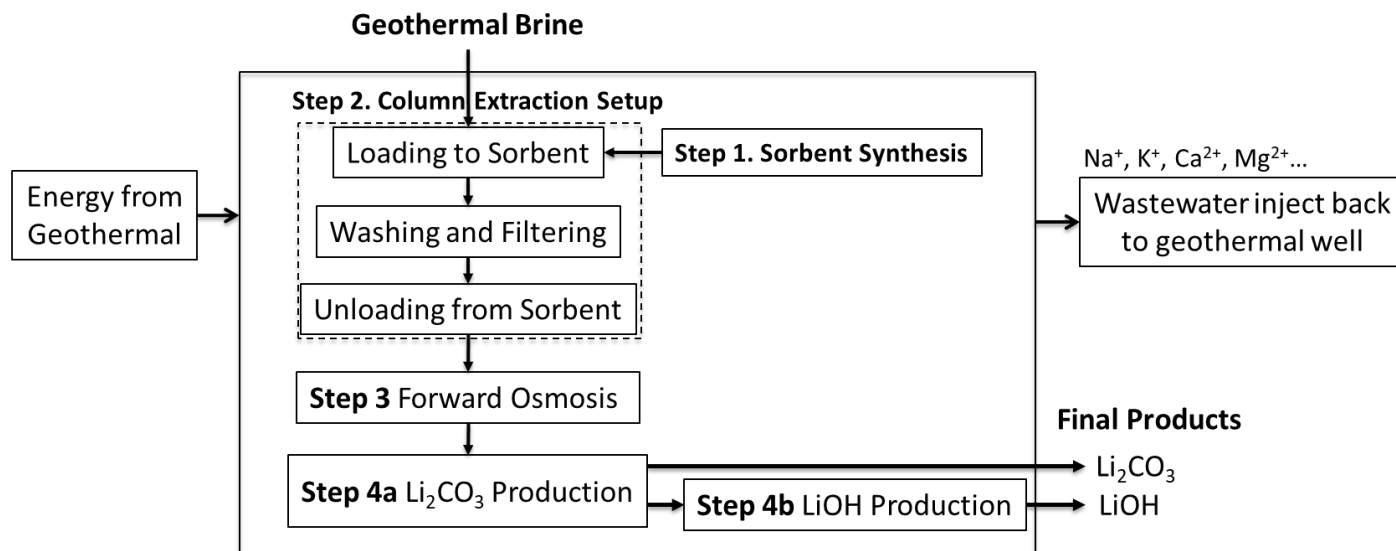 Geothermal Brine
Step 2. Column Extraction Setup
Loading to Sorbent
Step 1. Sorbent Synthesis
Energy from
Geothermal
Washing and Filtering
Unloading from Sorbent
Na⁺, K⁺, Ca²⁺, Mg²⁺...
Wastewater inject back
to geothermal well
Step 3 Forward Osmosis
Step 4a Li₂CO₃ Production
Step 4b LiOH Production
Final Products
Li₂CO₃
LiOH